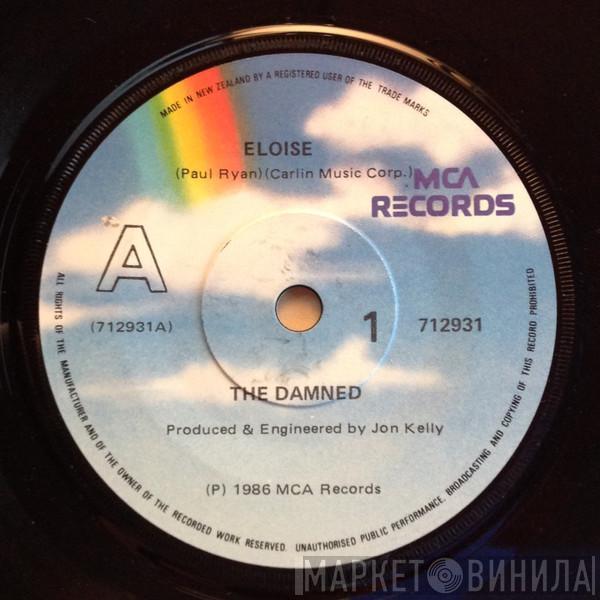 MADE IN NEW ZEALAND BY A REGISTERED USER OF THE TRADE MARKS
ELOISE
(Paul Ryan) (Carlin Music Corp.)
MCA
RECORDS
A
(712931A)
1
712931
THE DAMNED
Produced & Engineered by Jon Kelly
(P) 1986 MCA Records
ALL RIGHTS OF THE MANUFACTURER AND OF THE OWNER OF THE RECORDED WORK RESERVED. UNAUTHORISED PUBLIC PERFORMANCE, BROADCASTING AND COPYING OF THIS RECORD PROHIBITED
МАРКЕТ ВИНИЛА